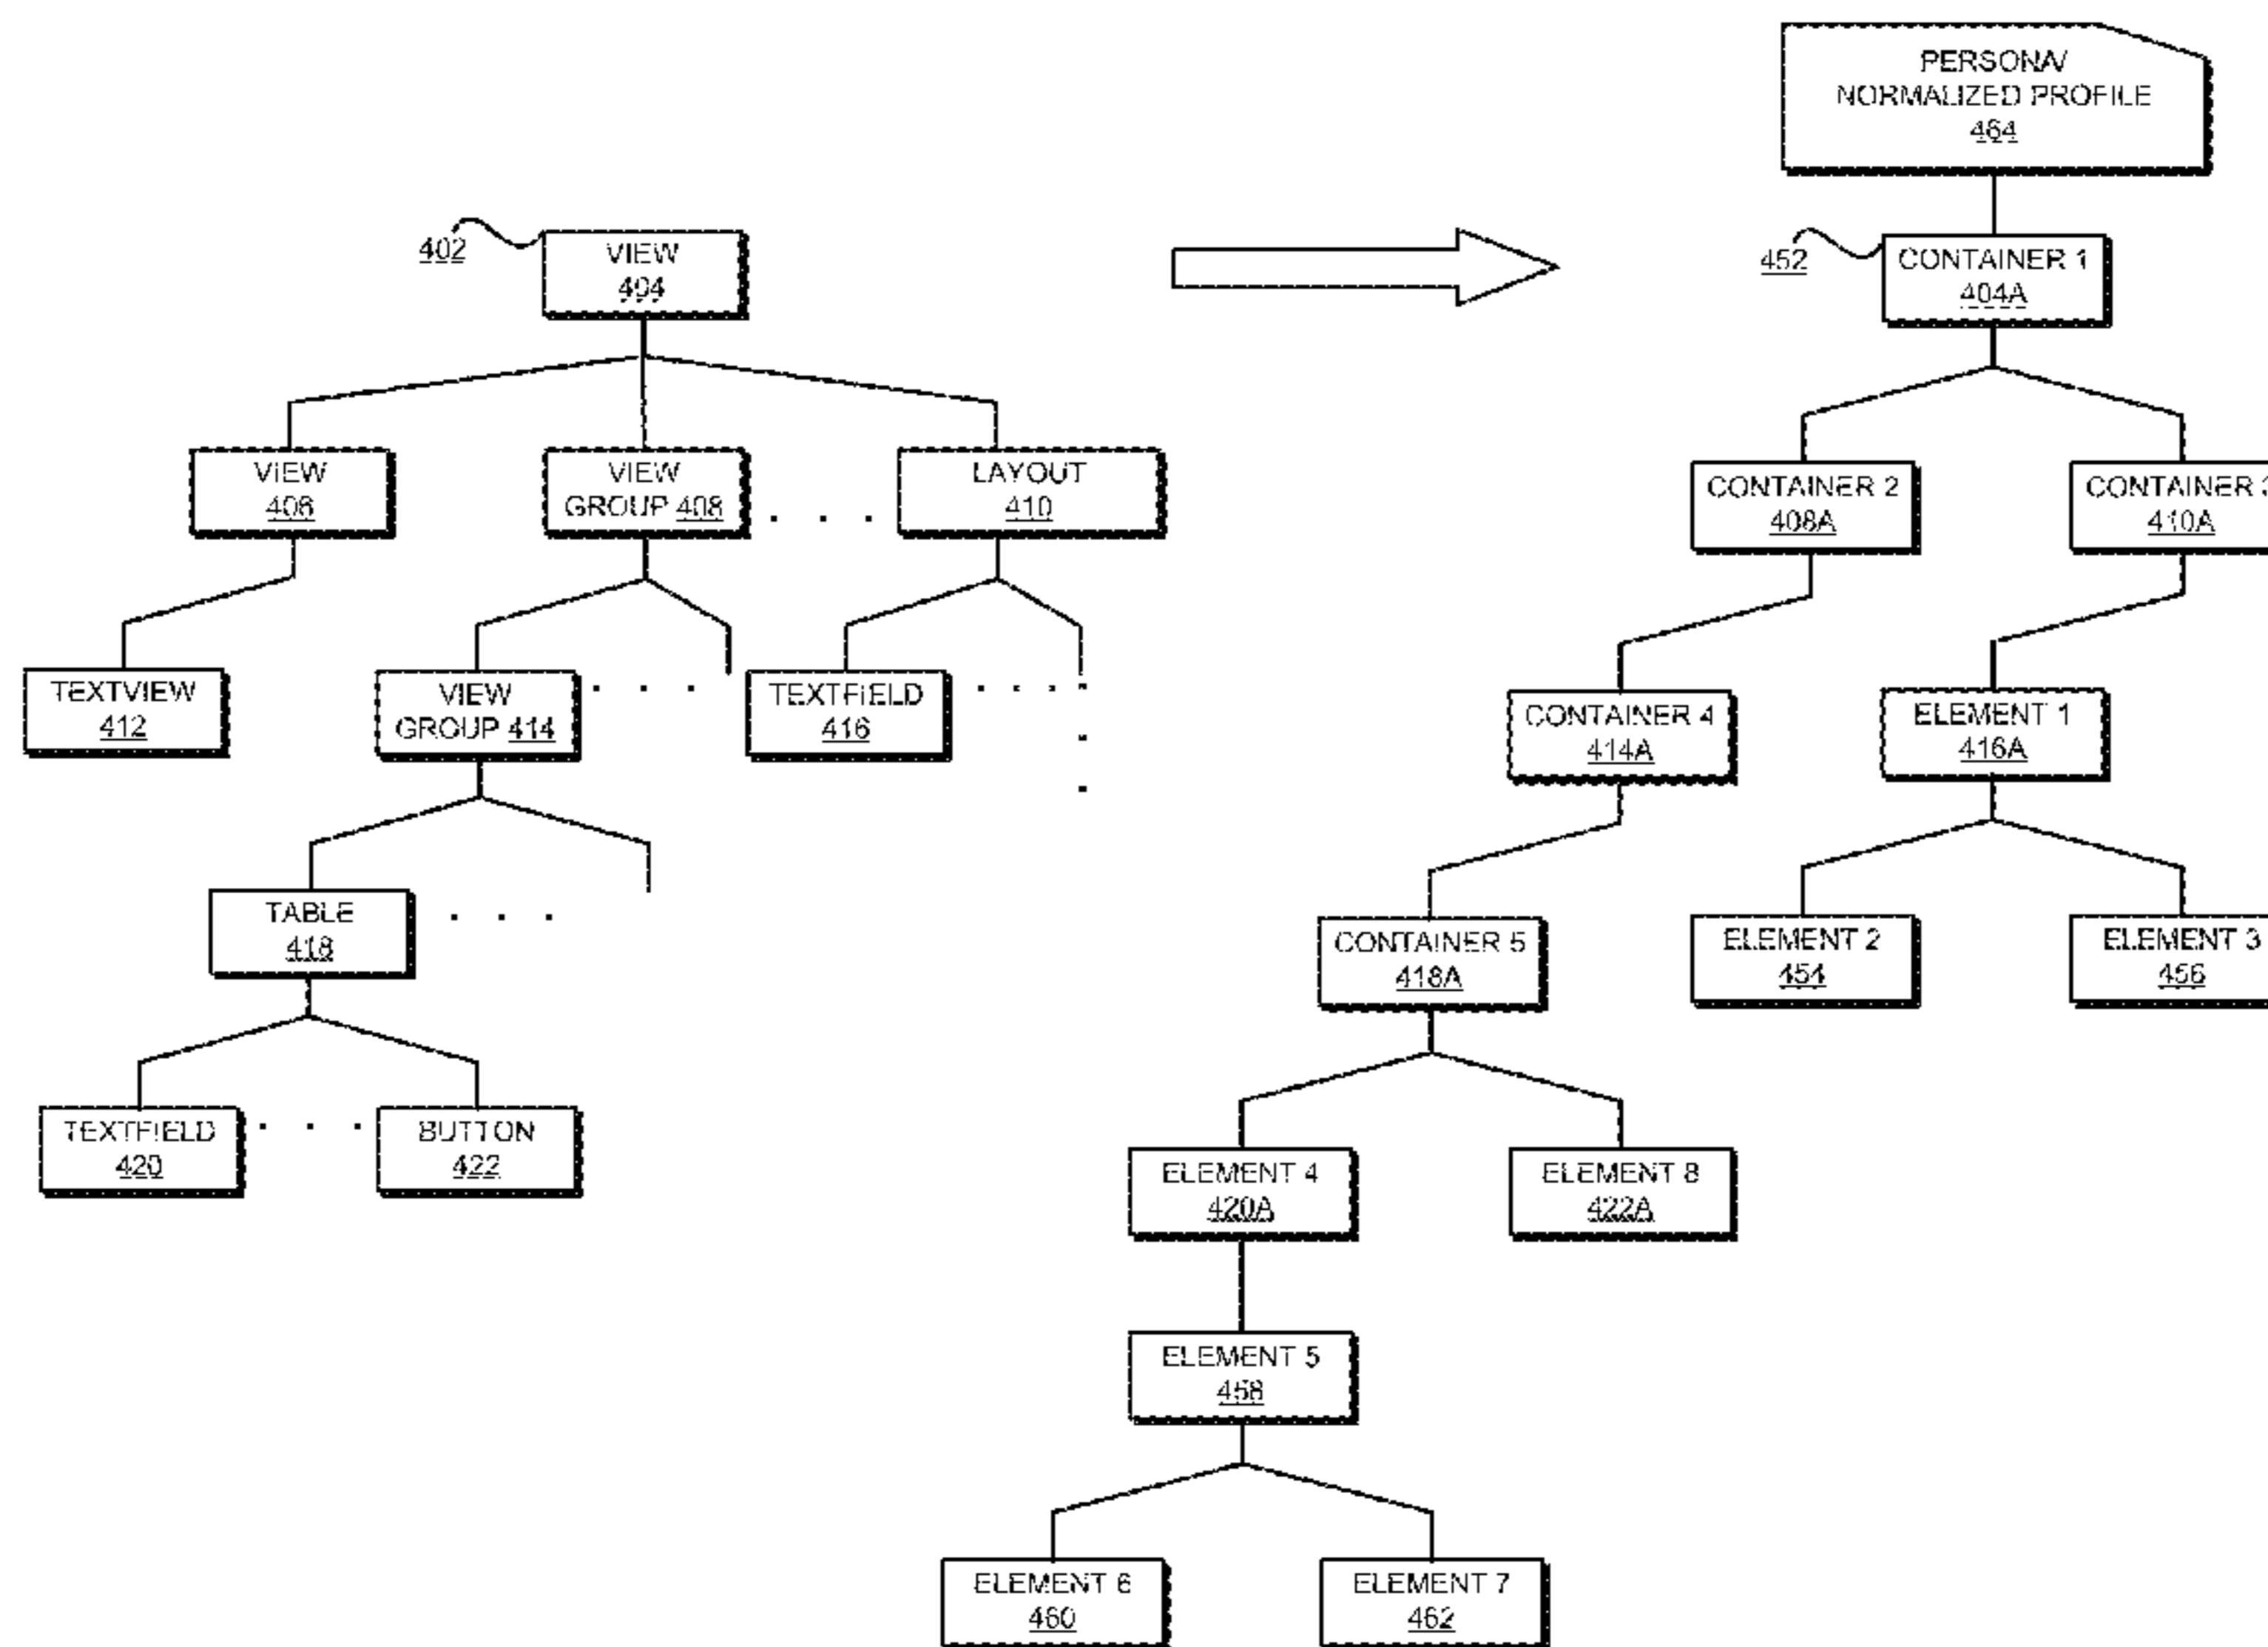 PERSONA/
NORMALIZED PROFILE
464
402
VIEW
404
452
CONTAINER 1
404A
VIEW
406
VIEW
GROUP 408
. . .
LAYOUT
410
CONTAINER 2
408A
CONTAINER 3
410A
TEXTVIEW
412
VIEW
GROUP 414
. . .
TEXTFIELD
416
. . .
CONTAINER 4
414A
ELEMENT 1
416A
TABLE
418
. . .
CONTAINER 5
418A
ELEMENT 2
454
ELEMENT 3
456
TEXTFIELD
420
. . .
BUTTON
422
ELEMENT 4
420A
ELEMENT 8
422A
ELEMENT 5
458
ELEMENT 6
460
ELEMENT 7
462